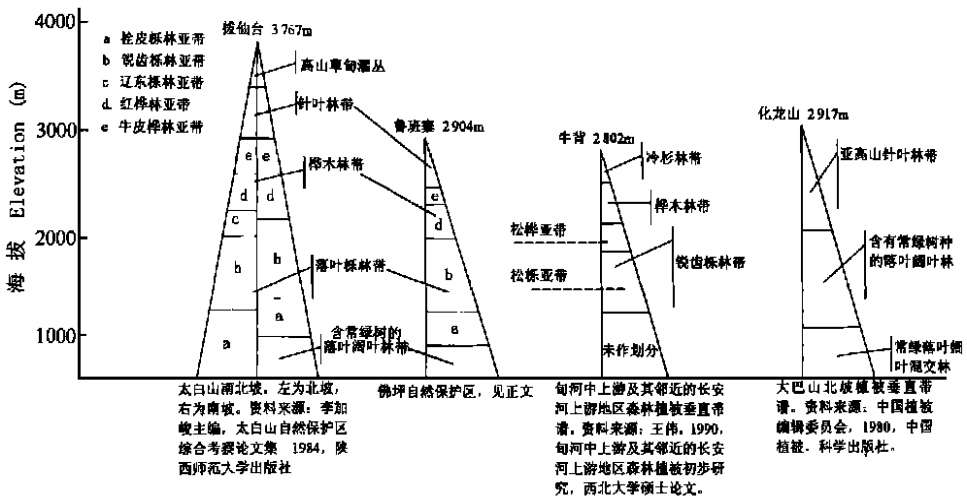 海拔 Elevation (m)
4000
3000
2000
1000
a 栓皮栎林亚带
b 锐齿栎林亚带
c 辽东栎林亚带
d 红桦林亚带
e 牛皮桦林亚带
拔仙台 3767m
高山草甸灌丛
针叶林带
桦木林带
落叶栎林带
含常绿树的
落叶阔叶林带
e e
d d
c
b b
a a
太白山南北坡，左为北坡，
右为南坡。资料来源：李加
峻主编，太白山自然保护区
综合考察论文集 1984，陕
西师范大学出版社
鲁班寨 2904m
e
d
b
a
佛坪自然保护区，见正文
牛背 2802m
冷杉林带
桦木林带
松桦亚带
锐齿栎林带
松栎亚带
未作划分
旬河中上游及其邻近的长安
河上游地区森林植被垂直带
谱。资料来源：王伟，1990，
旬河中上游及其邻近的长安
河上游地区森林植被初步研
究，西北大学硕士论文。
化龙山 2917m
亚高山针叶林带
含有常绿树种
的落叶阔叶林
常绿落叶阔
叶混交林
大巴山北坡植被垂直带
谱。资料来源：中国植被
编辑委员会，1980，中国
植被。科学出版社。